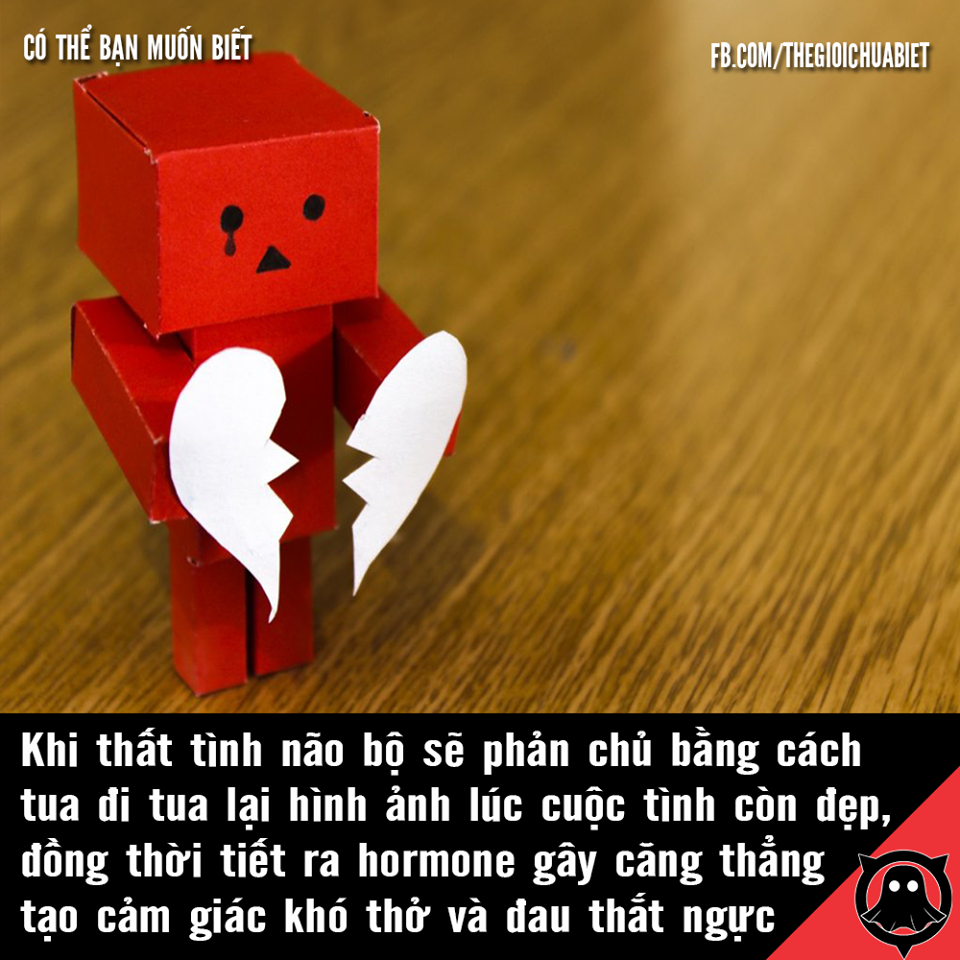 CÓ THỂ BẠN MUỐN BIẾT
FB.COM/THEGIOICHUABIET
Khi thất tình não bộ sẽ phản chủ bằng cách
tua đi tua lại hình ảnh lúc cuộc tình còn đẹp,
đồng thời tiết ra hormone gây căng thẳng
tạo cảm giác khó thở và đau thắt ngực